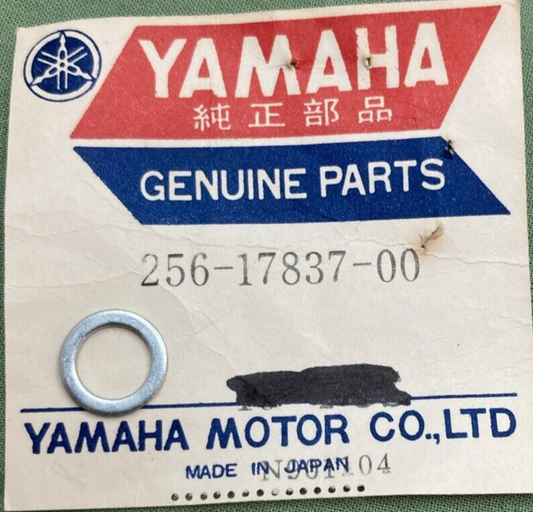 YAMAHA
純正部品
GENUINE PARTS
256-17837-00
YAMAHA MOTOR CO.,LTD
MADE IN JAPAN